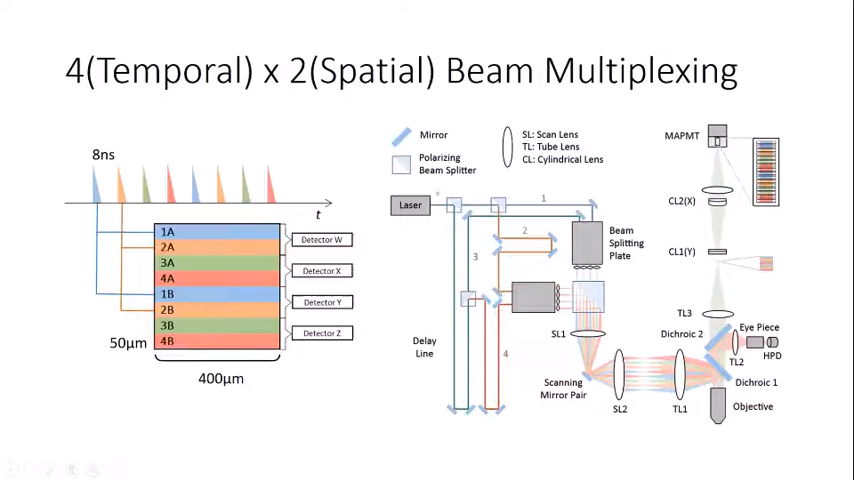 4(Temporal) x 2(Spatial) Beam Multiplexing
8ns
t
1A
2A
3A
4A
1B
2B
3B
4B
Detector W
Detector X
Detector Y
Detector Z
50μm
400μm
Mirror
Polarizing
Beam Splitter
SL: Scan Lens
TL: Tube Lens
CL: Cylindrical Lens
Laser
1
2
3
4
Beam
Splitting
Plate
Delay
Line
SL1
Scanning
Mirror Pair
SL2
TL1
MAPMT
CL2(X)
CL1(Y)
TL3
Dichroic 2
Eye Piece
TL2
HPD
Dichroic 1
Objective